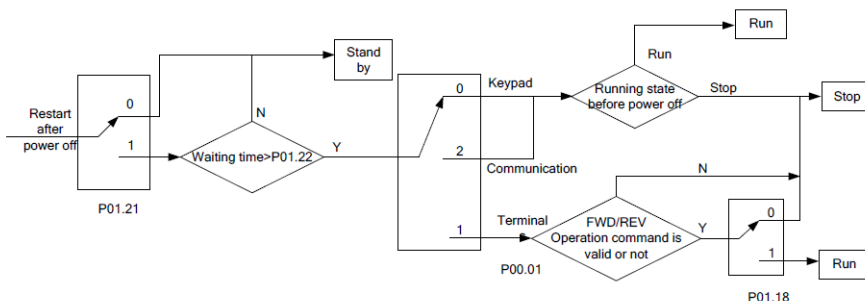 Run
Run
Stand
by
Restart
after
power off
0
1
P01.21
N
Waiting time>P01.22
Y
0
Keypad
2
Communication
1
Terminal
s
P00.01
Running state
before power off
Stop
Stop
N
FWD/REV
Operation command is
valid or not
Y
0
1
P01.18
Run